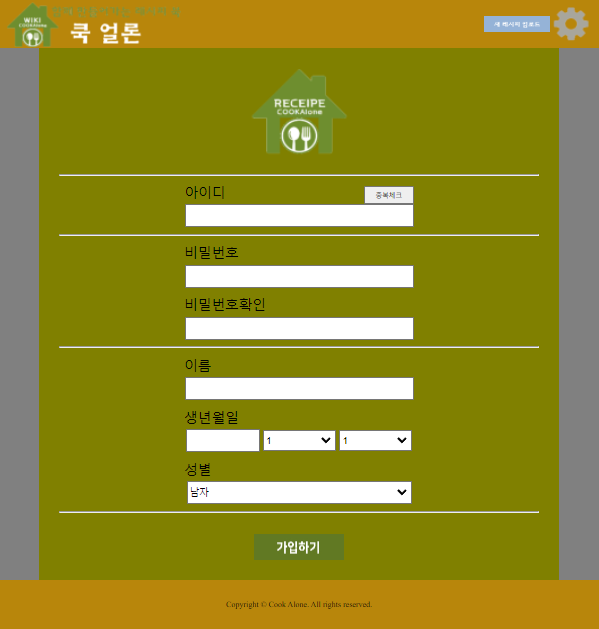 WIKI
COOKAlone
쿡 얼론
새 레시피 업로드
RECEIPE
COOKAlone
아이디
중복체크
비밀번호
비밀번호확인
이름
생년월일
1 1
성별
남자
가입하기
Copyright © Cook Alone. All rights reserved.